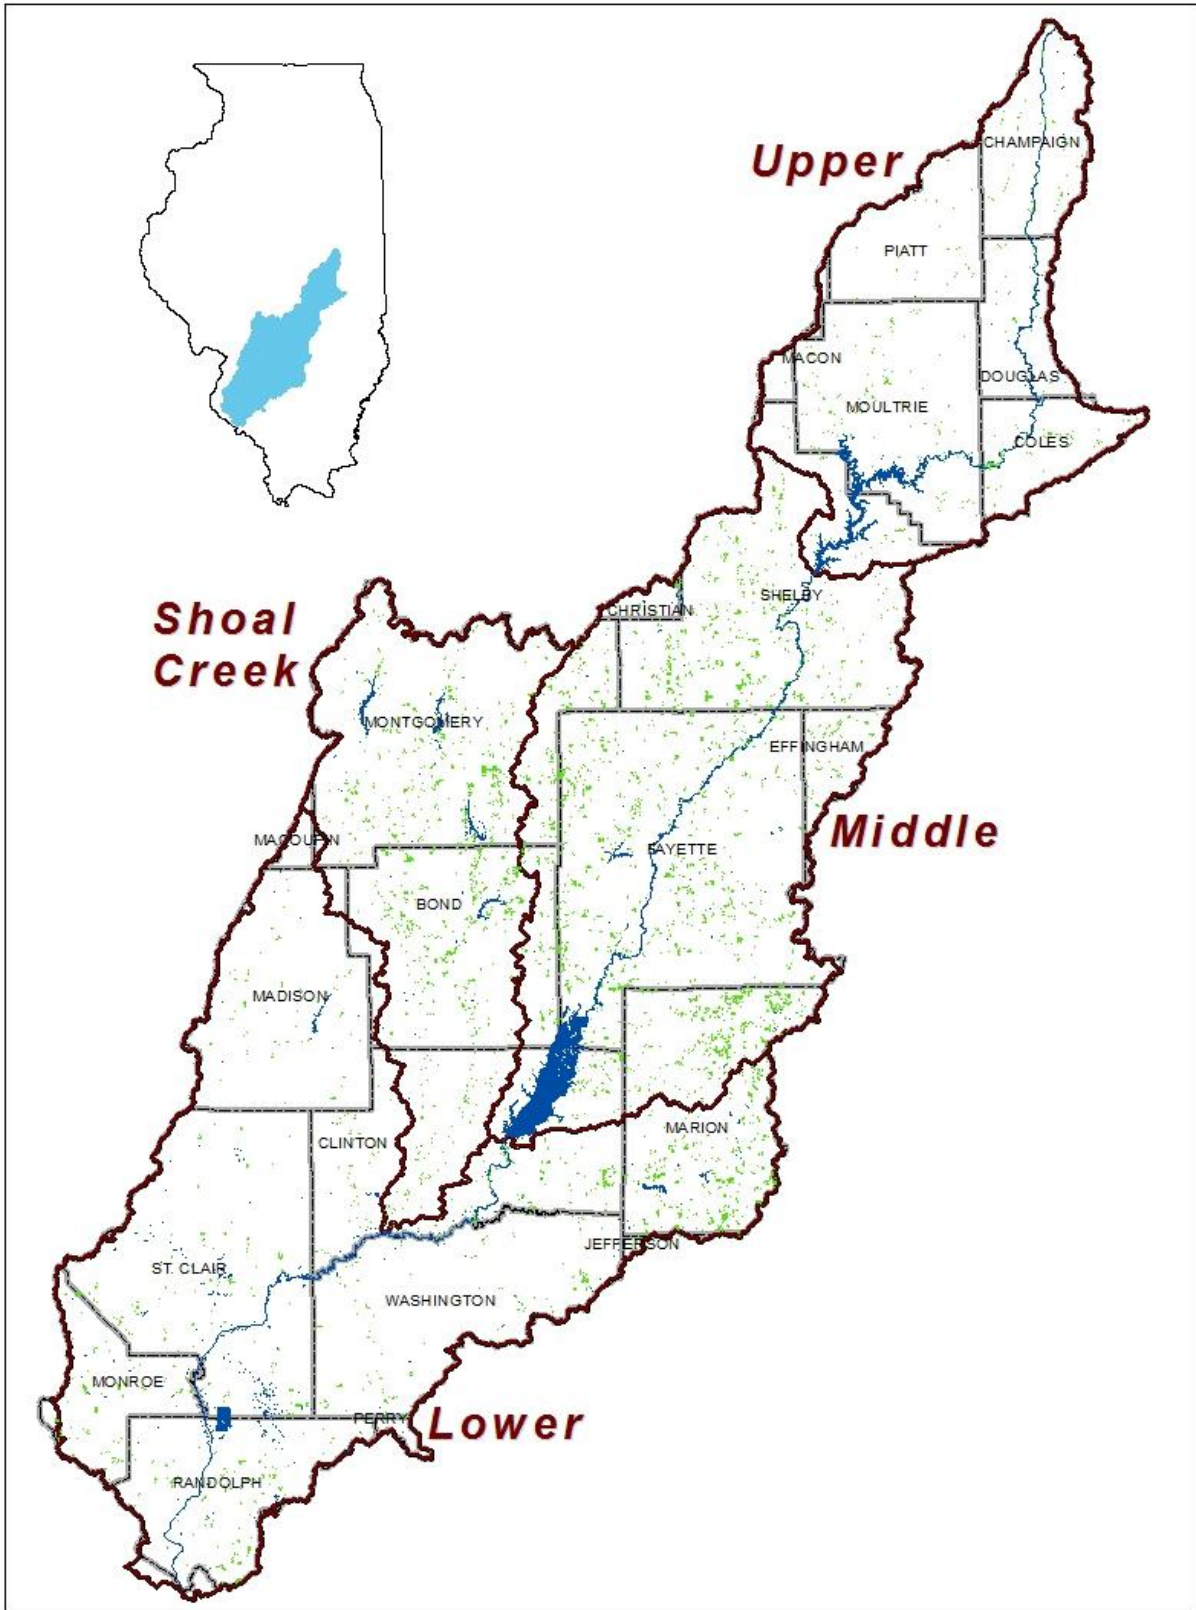 Upper
CHAMPAIGN
PIATT
MACON
DOUGLAS
MOULTRIE
COLES
Shoal
Creek
CHRISTIAN
SHELBY
MONTGOMERY
EFFINGHAM
Middle
MACOUPIN
FAYETTE
BOND
MADISON
MARION
CLINTON
JEFFERSON
ST. CLAIR
WASHINGTON
MONROE
PERRY
Lower
RANDOLPH